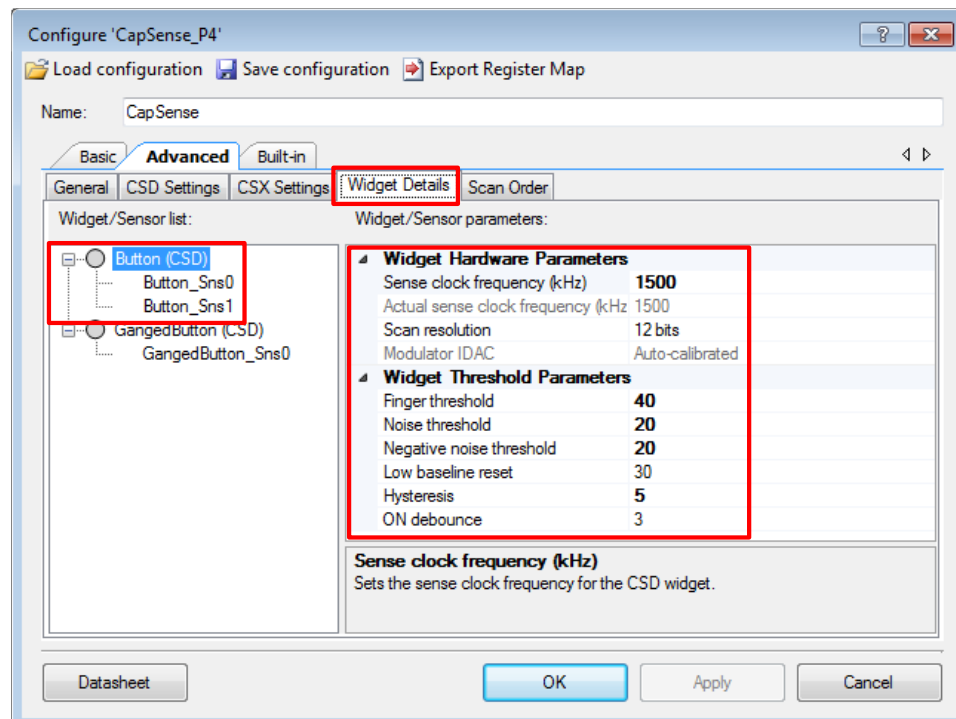 Configure 'CapSense_P4'
Load configuration Save configuration Export Register Map
Name: CapSense
Basic Advanced Built-in
General CSD Settings CSX Settings Widget Details Scan Order
Widget/Sensor list: Widget/Sensor parameters:
Button (CSD)
Button_Sns0
Button_Sns1
GangedButton (CSD)
GangedButton_Sns0
Widget Hardware Parameters
Sense clock frequency (kHz) 1500
Actual sense clock frequency (kHz 1500
Scan resolution 12 bits
Modulator IDAC Auto-calibrated
Widget Threshold Parameters
Finger threshold 40
Noise threshold 20
Negative noise threshold 20
Low baseline reset 30
Hysteresis 5
ON debounce 3
Sense clock frequency (kHz)
Sets the sense clock frequency for the CSD widget.
Datasheet OK Apply Cancel